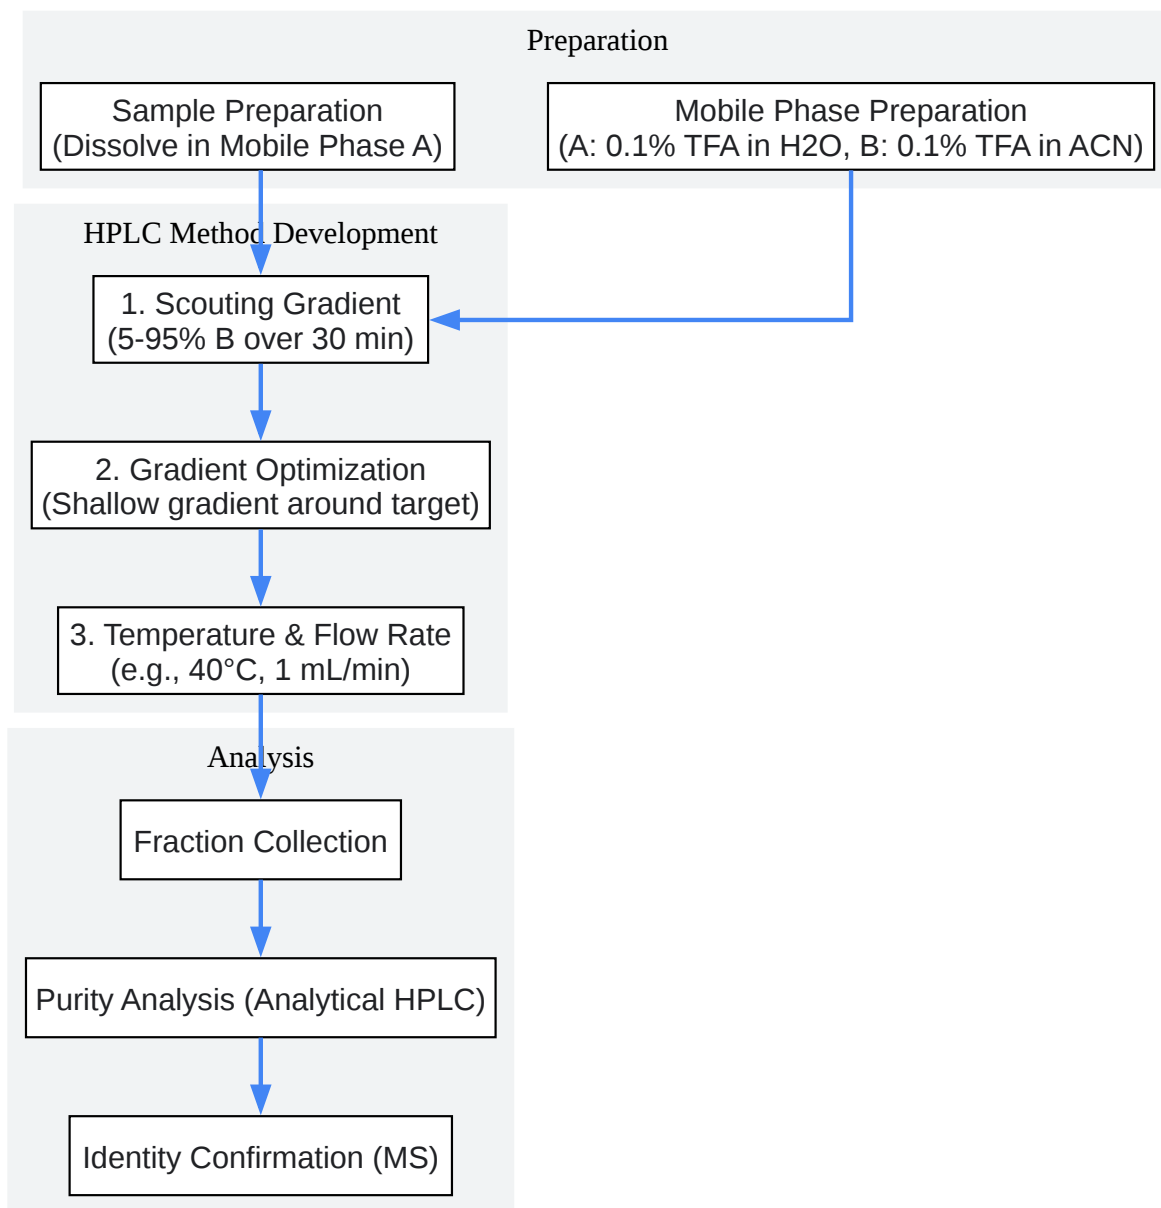 Preparation
Sample Preparation
(Dissolve in Mobile Phase A)
Mobile Phase Preparation
(A: 0.1% TFA in H2O, B: 0.1% TFA in ACN)
HPLC Method Development
1. Scouting Gradient
(5-95% B over 30 min)
2. Gradient Optimization
(Shallow gradient around target)
3. Temperature & Flow Rate
(e.g., 40°C, 1 mL/min)
Analysis
Fraction Collection
Purity Analysis (Analytical HPLC)
Identity Confirmation (MS)